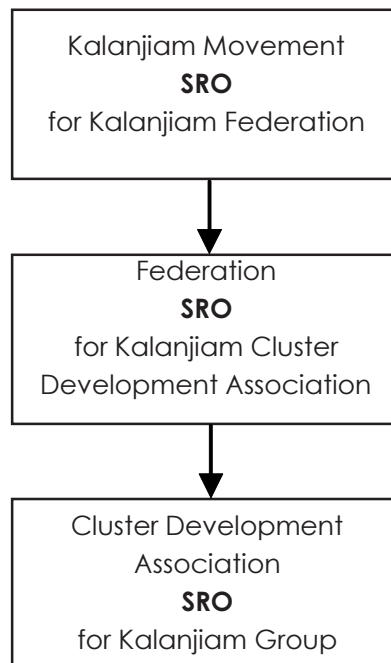 Kalanjiam Movement
SRO
for Kalanjiam Federation
Federation
SRO
for Kalanjiam Cluster
Development Association
Cluster Development
Association
SRO
for Kalanjiam Group